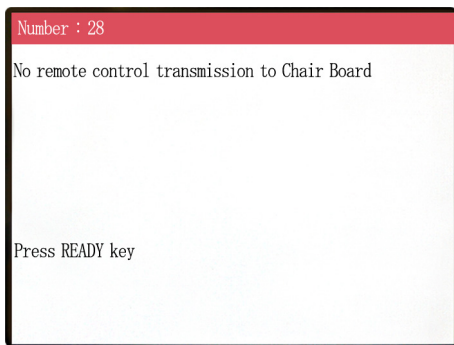 Number : 28
No remote control transmission to Chair Board
Press READY key